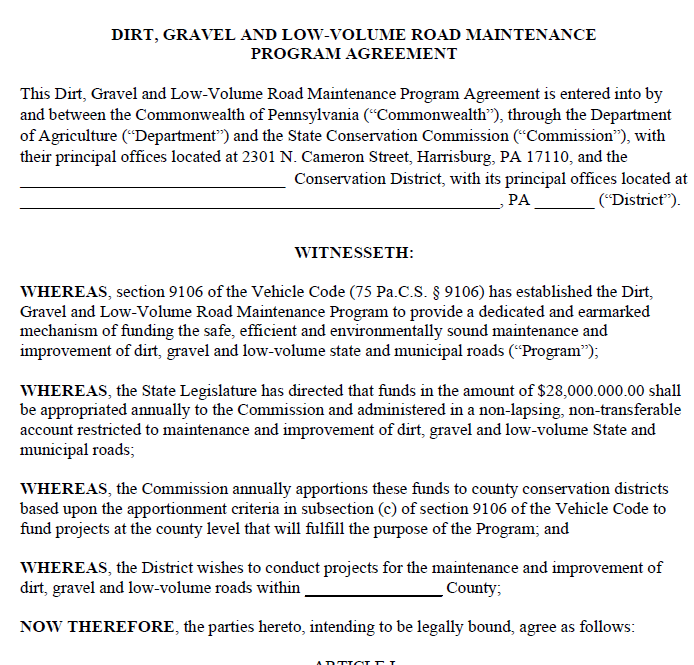 DIRT, GRAVEL AND LOW-VOLUME ROAD MAINTENANCE
PROGRAM AGREEMENT
This Dirt, Gravel and Low-Volume Road Maintenance Program Agreement is entered into by
and between the Commonwealth of Pennsylvania (“Commonwealth”), through the Department
of Agriculture (“Department”) and the State Conservation Commission (“Commission”), with
their principal offices located at 2301 N. Cameron Street, Harrisburg, PA 17110, and the
____________________________ Conservation District, with its principal offices located at
__________________________________________________, PA ______ (“District”).
WITNESSETH:
WHEREAS, section 9106 of the Vehicle Code (75 Pa.C.S. § 9106) has established the Dirt,
Gravel and Low-Volume Road Maintenance Program to provide a dedicated and earmarked
mechanism of funding the safe, efficient and environmentally sound maintenance and
improvement of dirt, gravel and low-volume state and municipal roads (“Program”);
WHEREAS, the State Legislature has directed that funds in the amount of $28,000.000.00 shall
be appropriated annually to the Commission and administered in a non-lapsing, non-transferable
account restricted to maintenance and improvement of dirt, gravel and low-volume State and
municipal roads;
WHEREAS, the Commission annually apportions these funds to county conservation districts
based upon the apportionment criteria in subsection (c) of section 9106 of the Vehicle Code to
fund projects at the county level that will fulfill the purpose of the Program; and
WHEREAS, the District wishes to conduct projects for the maintenance and improvement of
dirt, gravel and low-volume roads within ______________ County;
NOW THEREFORE, the parties hereto, intending to be legally bound, agree as follows:
ARTICLE I